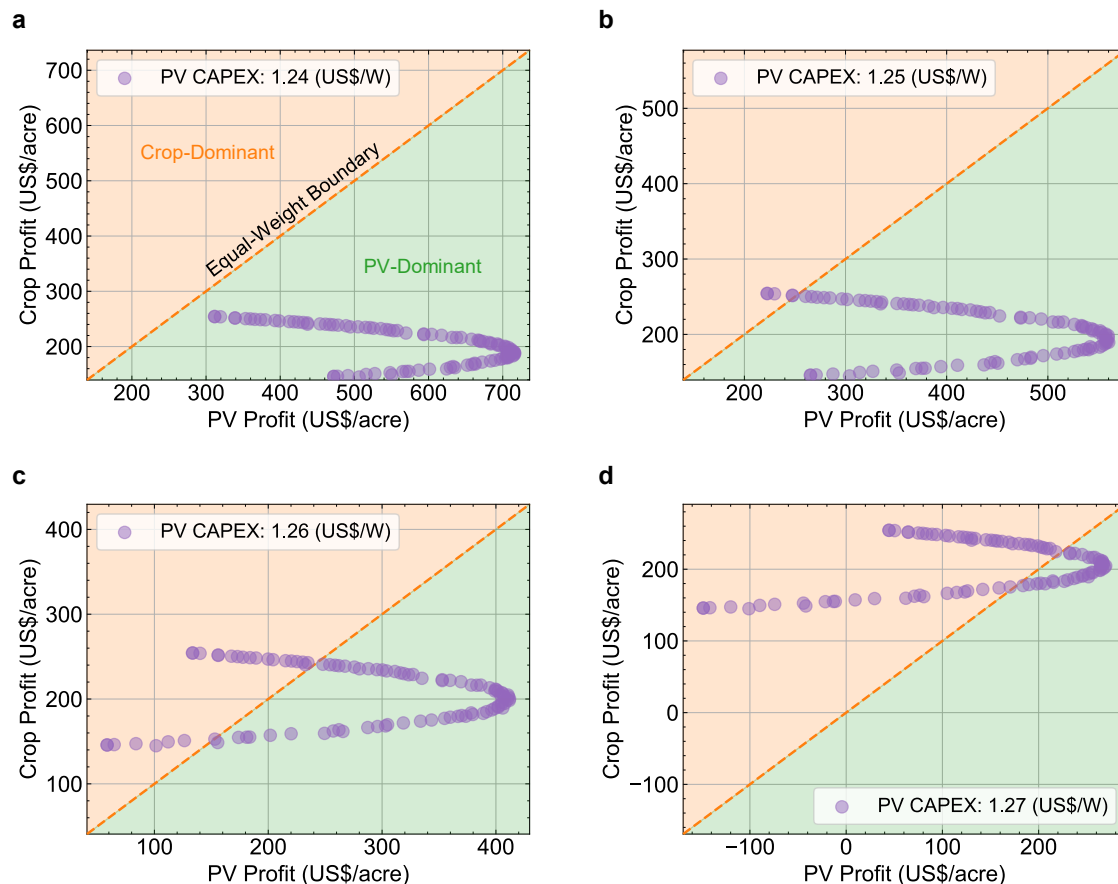 a
PV CAPEX: 1.24 (US$/W)
Crop-Dominant
Equal-Weight Boundary
PV-Dominant
700
600
500
400
300
200
200
300
400
500
600
700
Crop Profit (US$/acre)
PV Profit (US$/acre)
b
PV CAPEX: 1.25 (US$/W)
500
400
300
200
200
300
400
500
Crop Profit (US$/acre)
PV Profit (US$/acre)
c
PV CAPEX: 1.26 (US$/W)
400
300
200
100
100
200
300
400
Crop Profit (US$/acre)
PV Profit (US$/acre)
d
200
100
0
−100
PV CAPEX: 1.27 (US$/W)
−100
0
100
200
Crop Profit (US$/acre)
PV Profit (US$/acre)